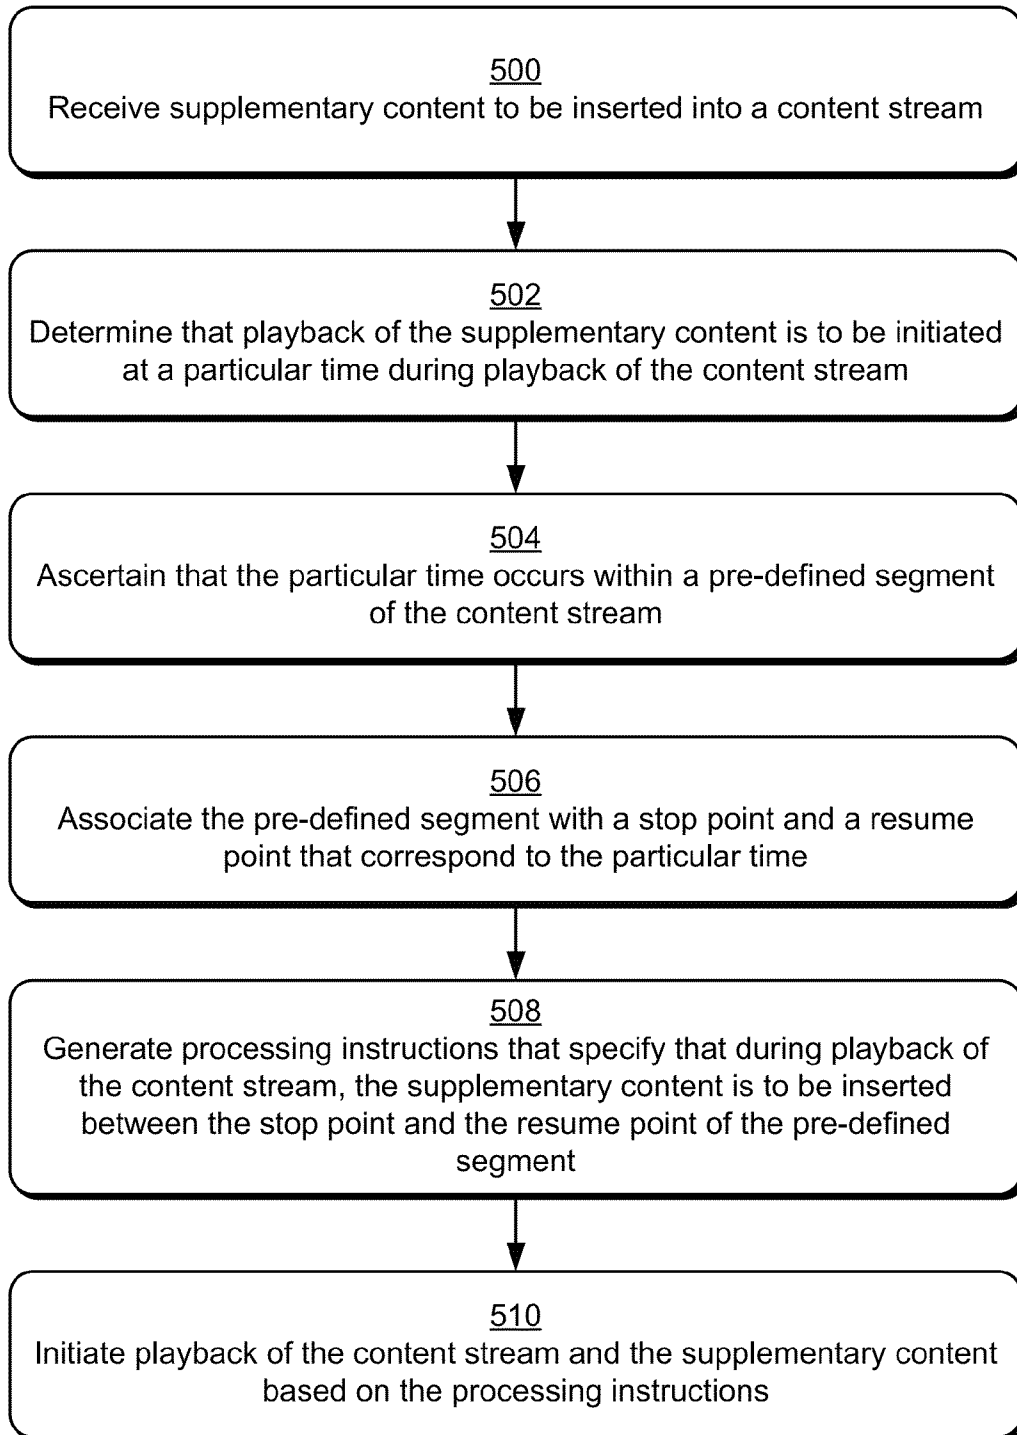 500
Receive supplementary content to be inserted into a content stream
502
Determine that playback of the supplementary content is to be initiated
at a particular time during playback of the content stream
504
Ascertain that the particular time occurs within a pre-defined segment
of the content stream
506
Associate the pre-defined segment with a stop point and a resume
point that correspond to the particular time
508
Generate processing instructions that specify that during playback of
the content stream, the supplementary content is to be inserted
between the stop point and the resume point of the pre-defined
segment
510
Initiate playback of the content stream and the supplementary content
based on the processing instructions